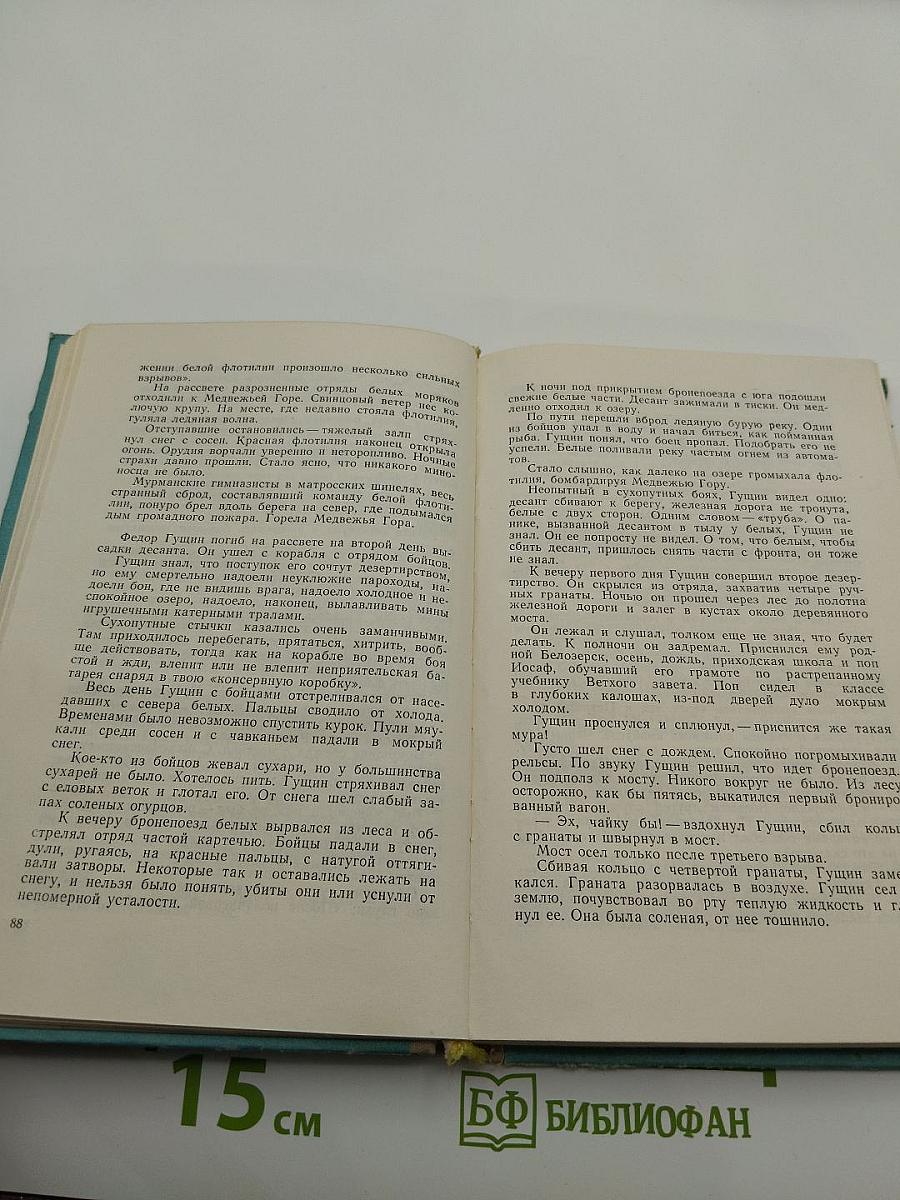 жении белой флотилии произошло несколько сильных
взрывов».
На рассвете разрозненные отряды белых моряков
отходили к Медвежьей Горе. Свинцовый ветер нес ко-
лючую крупу. На месте, где недавно стояла флотилия,
гуляла ледяная волна.
Отступавшие остановились — тяжелый залп стрях-
нул снег с сосен. Красная флотилия наконец открыла
огонь. Орудия ворчали уверенно и неторопливо. Ночные
страхи давно прошли. Стало ясно, что никакого мино-
носца не было.
Мурманские гимназисты в матросских шинелях, весь
странный сброд, составлявший команду белой флоти-
лии, понуро брел вдоль берега на север, где подымался
дым громадного пожара. Горела Медвежья Гора.
Федор Гущин погиб на рассвете на второй день вы-
садки десанта. Он ушел с корабля с отрядом бойцов.
Гущин знал, что поступок его сочтут дезертирством,
но ему смертельно надоели неуклюжие пароходы, на-
доели бои, где не видишь врага, надоело холодное и не-
спокойное озеро, надоело, наконец, вылавливать мины
игрушечными катерными тралами.
Сухопутные стычки казались очень заманчивыми.
Там приходилось перебегать, прятаться, хитрить, вооб-
ще действовать, тогда как на корабле во время боя
стой и жди, влепит или не влепит неприятельская ба-
тарея снаряд в твою «консервную коробку».
Весь день Гущин с бойцами отстреливался от насе-
давших с севера белых. Пальцы сводило от холода.
Временами было невозможно спустить курок. Пули мяу-
кали среди сосен и с чавканьем падали в мокрый
снег.
Кое-кто из бойцов жевал сухари, но у большинства
сухарей не было. Хотелось пить. Гущин стряхивал снег
с еловых веток и глотал его. От снега шел слабый за-
пах соленых огурцов.
К вечеру бронепоезд белых вырвался из леса и об-
стрелял отряд частой картечью. Бойцы падали в снег,
дули, ругаясь, на красные пальцы, с натугой оттяги-
вали затворы. Некоторые так и оставались лежать на
снегу, и нельзя было понять, убиты они или уснули от
непомерной усталости.
88
К ночи под прикрытием бронепоезда с юга подошли
свежие белые части. Десант зажимали в тиски. Он мед-
ленно отходил к озеру.
По пути перешли вброд ледяную бурую реку. Один
из бойцов упал в воду и начал биться, как пойманная
рыба. Гущин понял, что боец пропал. Подобрать его не
успели. Белые поливали реку частым огнем из автома-
тов.
Стало слышно, как далеко на озере громыхала фло-
тилия, бомбардируя Медвежью Гору.
Неопытный в сухопутных боях, Гущин видел одно:
десант сбивают к берегу, железная дорога не тронута,
белые с двух сторон. Одним словом — «труба». О па-
нике, вызванной десантом в тылу у белых, Гущин не
знал. Он ее попросту не видел. О том, что белым, чтобы
сбить десант, пришлось снять части с фронта, он тоже
не знал.
К вечеру первого дня Гущин совершил второе дезер-
тирство. Он скрылся из отряда, захватив четыре руч-
ных гранаты. Ночью он прошел через лес до полотна
железной дороги и залег в кустах около деревянного
моста.
Он лежал и слушал, толком еще не зная, что будет
делать. К полночи он задремал. Приснился ему род-
ной Белозерск, осень, дождь, приходская школа и поп
Иосаф, обучавший его грамоте по растрепанному
учебнику Ветхого завета. Поп сидел в классе
в глубоких калошах, из-под дверей дуло мокрым
холодом.
Гущин проснулся и сплюнул, — приснится же такая
мура!
Густо шел снег с дождем. Спокойно погромыхивали
рельсы. По звуку Гущин решил, что идет бронепоезд.
Он подполз к мосту. Никого вокруг не было. Из лесу
осторожно, как бы пятясь, выкатился первый брониро
ванный вагон.
— Эх, чайку бы! — вздохнул Гущин, сбил кольц
с гранаты и швырнул в мост.
Мост осел только после третьего взрыва.
Сбивая кольцо с четвертой гранаты, Гущин заме
кался. Граната разорвалась в воздухе. Гущин сел
землю, почувствовал во рту теплую жидкость и гл
нул ее. Она была соленая, от нее тошнило.
15 см
БФ БИБЛИОФАН